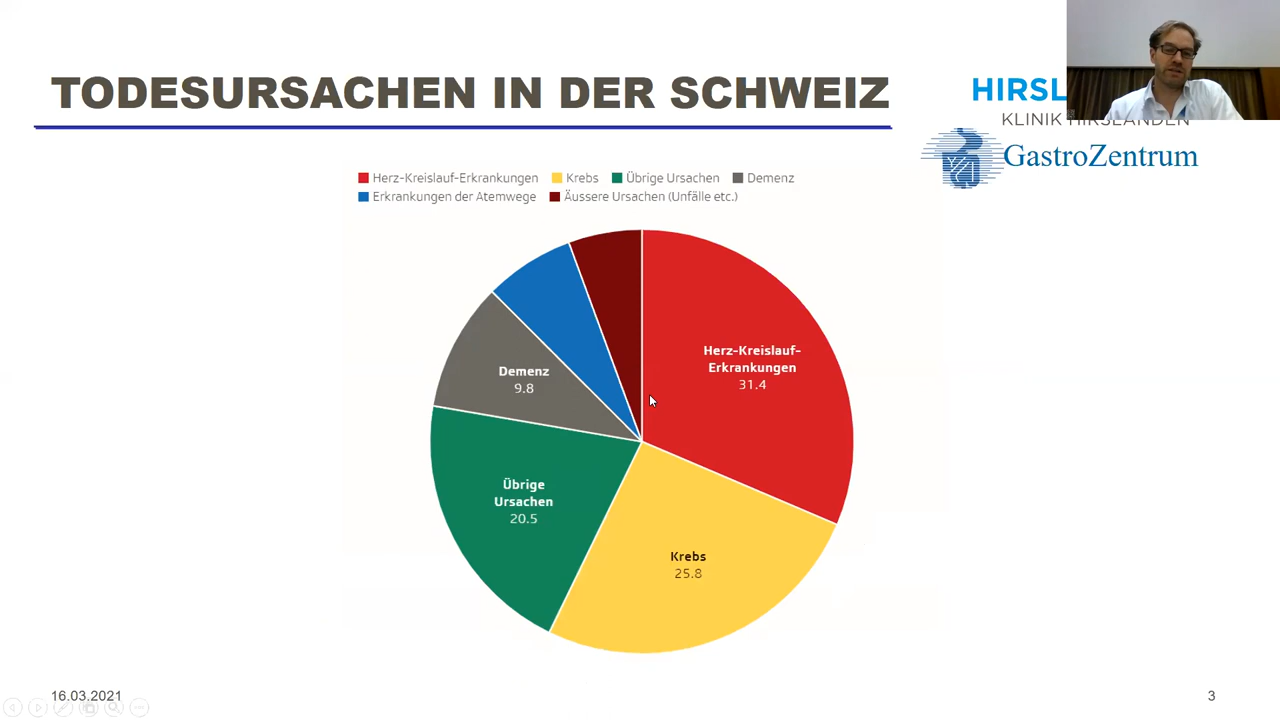 TODESURSACHEN IN DER SCHWEIZ
HIRSL
KLINIK HIRSLANDEN
GastroZentrum
Herz-Kreislauf-Erkrankungen Krebs Übrige Ursachen Demenz
Erkrankungen der Atemwege Äussere Ursachen (Unfälle etc.)
Herz-Kreislauf-
Erkrankungen
31.4
Demenz
9.8
Übrige
Ursachen
20.5
Krebs
25.8
16.03.2021
3